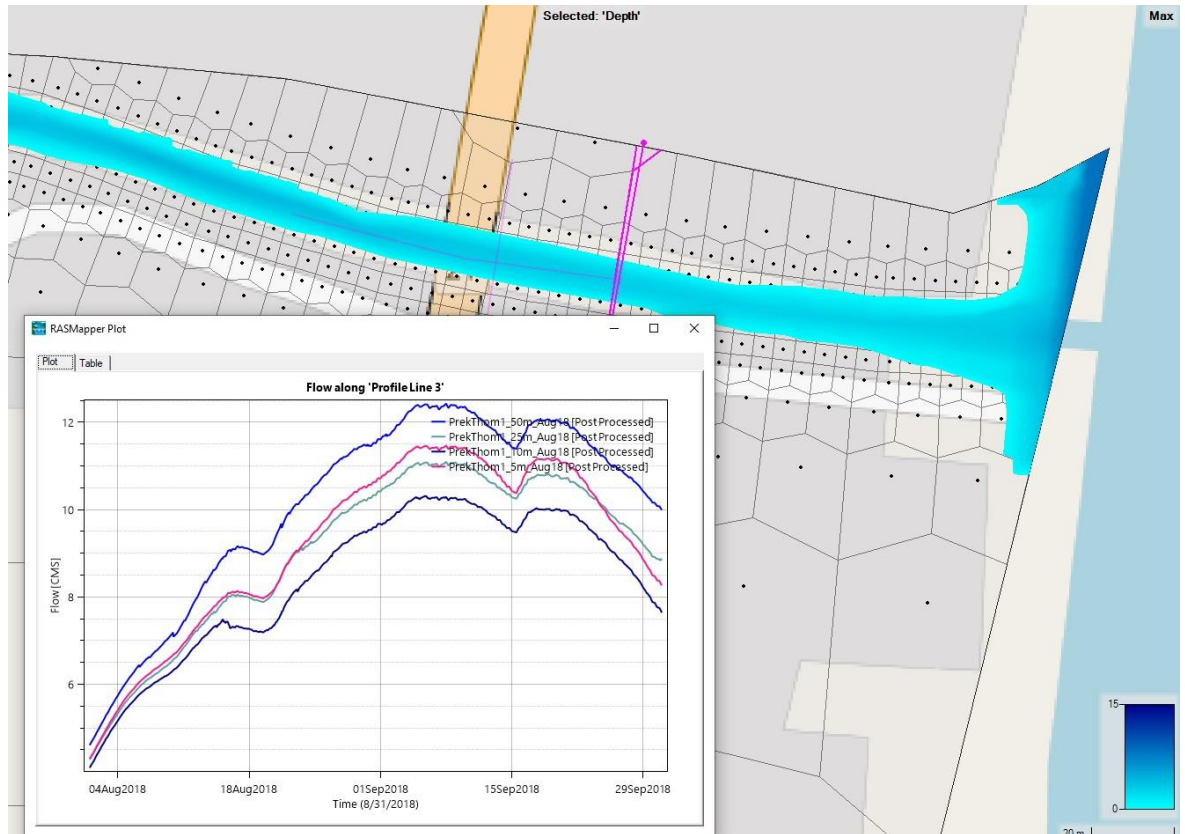 Selected: 'Depth'
Max
RASMapper Plot
Plot
Table
Flow along 'Profile Line 3'
PrekThom1_50m_Aug18 [Post Processed]
PrekThom1_25m_Aug18 [Post Processed]
PrekThom1_10m_Aug18 [Post Processed]
PrekThom1_5m_Aug18 [Post Processed]
Flow [CMS]
12
10
8
6
04Aug2018
18Aug2018
01Sep2018
15Sep2018
29Sep2018
Time (8/31/2018)
15
0
20 m